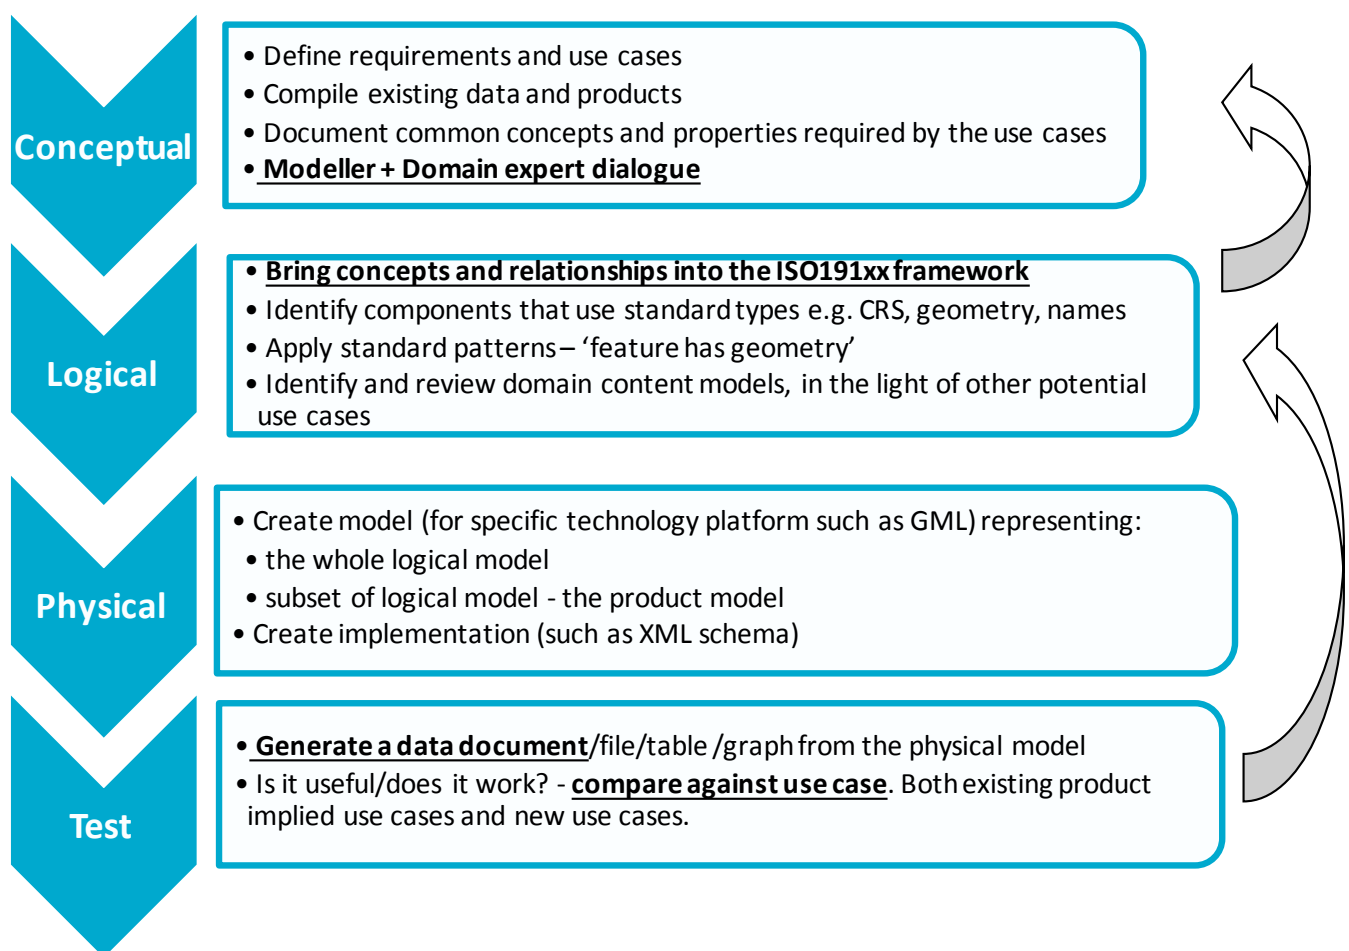 Conceptual
• Define requirements and use cases
• Compile existing data and products
• Document common concepts and properties required by the use cases
• Modeller + Domain expert dialogue
Logical
• Bring concepts and relationships into the ISO191xx framework
• Identify components that use standard types e.g. CRS, geometry, names
• Apply standard patterns – ‘feature has geometry’
• Identify and review domain content models, in the light of other potential
use cases
Physical
• Create model (for specific technology platform such as GML) representing:
• the whole logical model
• subset of logical model - the product model
• Create implementation (such as XML schema)
Test
• Generate a data document/file/table /graph from the physical model
• Is it useful/does it work? - compare against use case. Both existing product
implied use cases and new use cases.